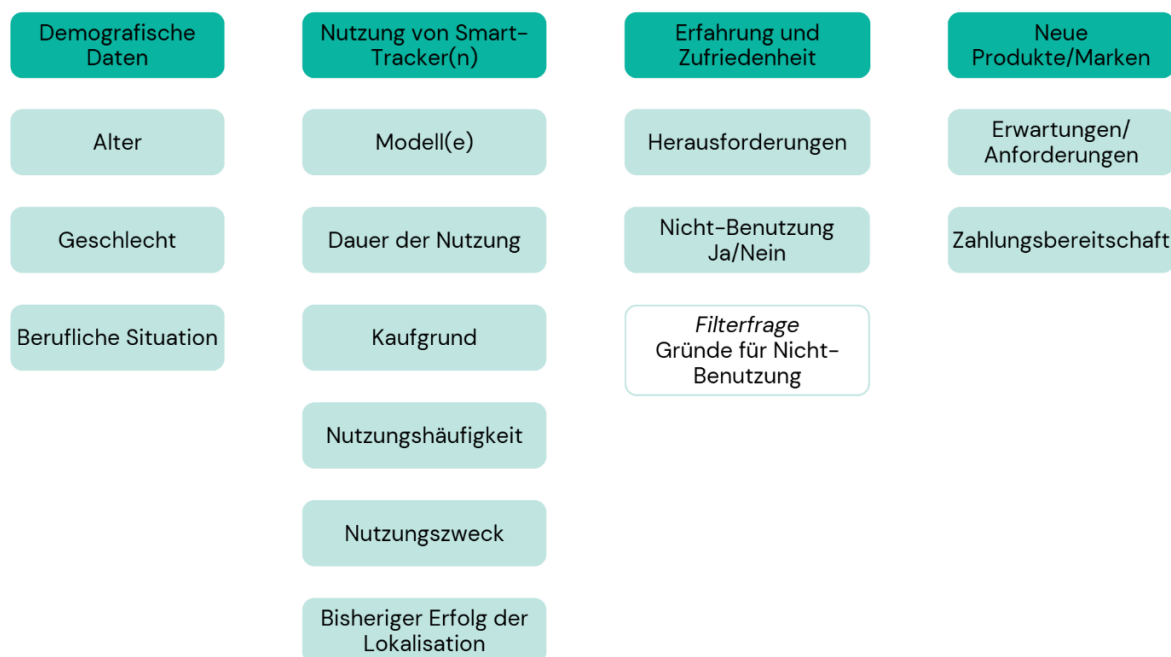 Demografische
Daten
Alter
Geschlecht
Berufliche Situation
Nutzung von Smart-
Tracker(n)
Modell(e)
Dauer der Nutzung
Kaufgrund
Nutzungshäufigkeit
Nutzungszweck
Bisheriger Erfolg der
Lokalisation
Erfahrung und
Zufriedenheit
Herausforderungen
Nicht-Benutzung
Ja/Nein
Filterfrage
Gründe für Nicht-
Benutzung
Neue
Produkte/Marken
Erwartungen/
Anforderungen
Zahlungsbereitschaft